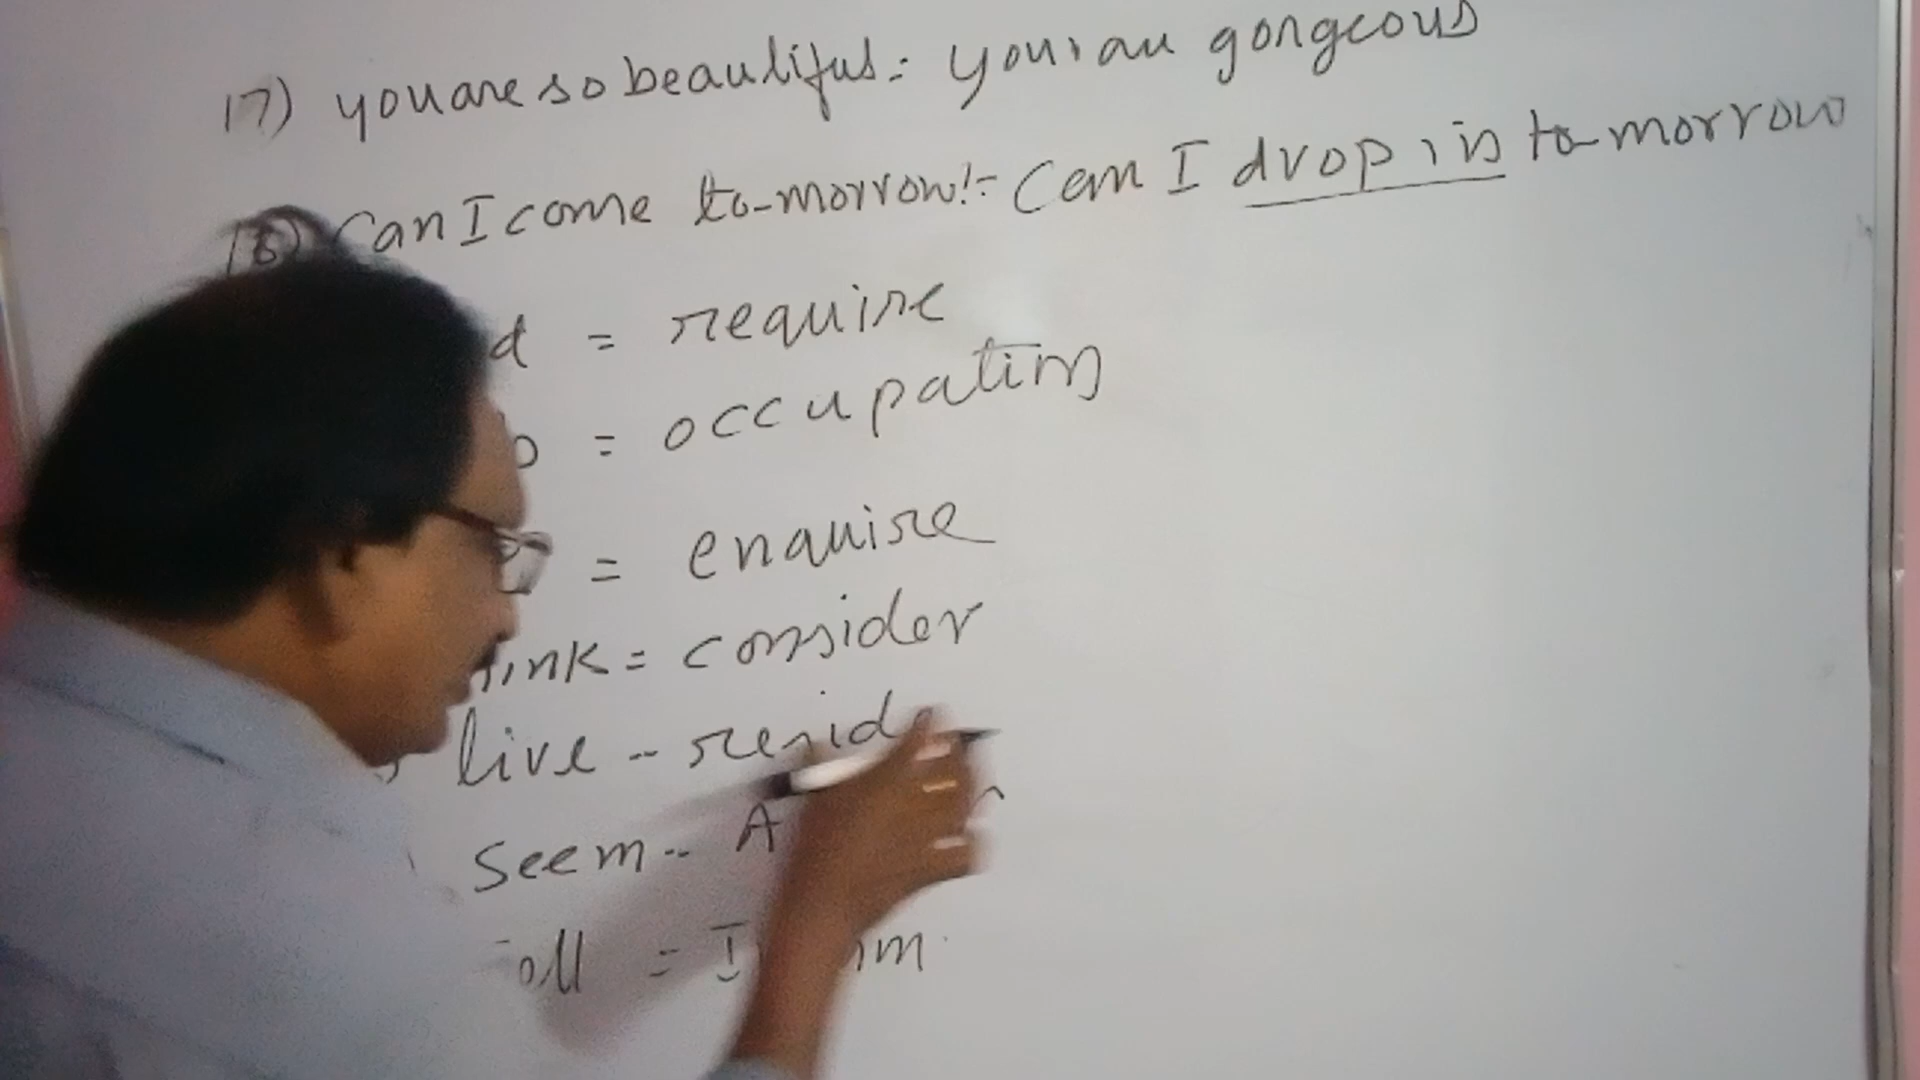 17) you are so beautiful:- you, are gorgeous
18) Can I come to-morrow!- Can I drop, in to-morrow
d = require
= occupation
= enquire
ink = consider
live -- reside
seem --
=